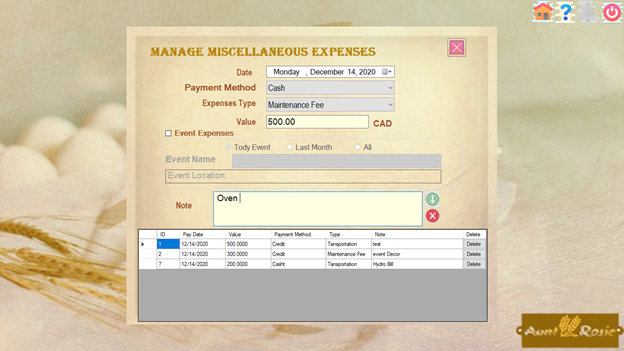 MANAGE MISCELLANEOUS EXPENSES
Date Monday , December 14, 2020
Payment Method Cash
Expenses Type Maintenance Fee
Value 500.00 CAD
Event Expenses
Tody Event Last Month All
Event Name
Event Location:
Note Oven
ID Pay Date Value Payment Method Type Note Delete
1 12/14/2020 500.0000 Credit Tansportation test Delete
2 12/14/2020 300.0000 Credit Maintenance Fee event Decor Delete
7 12/14/2020 200.0000 Casht Tansportation Hydro Bill Delete
Aunt Rosie